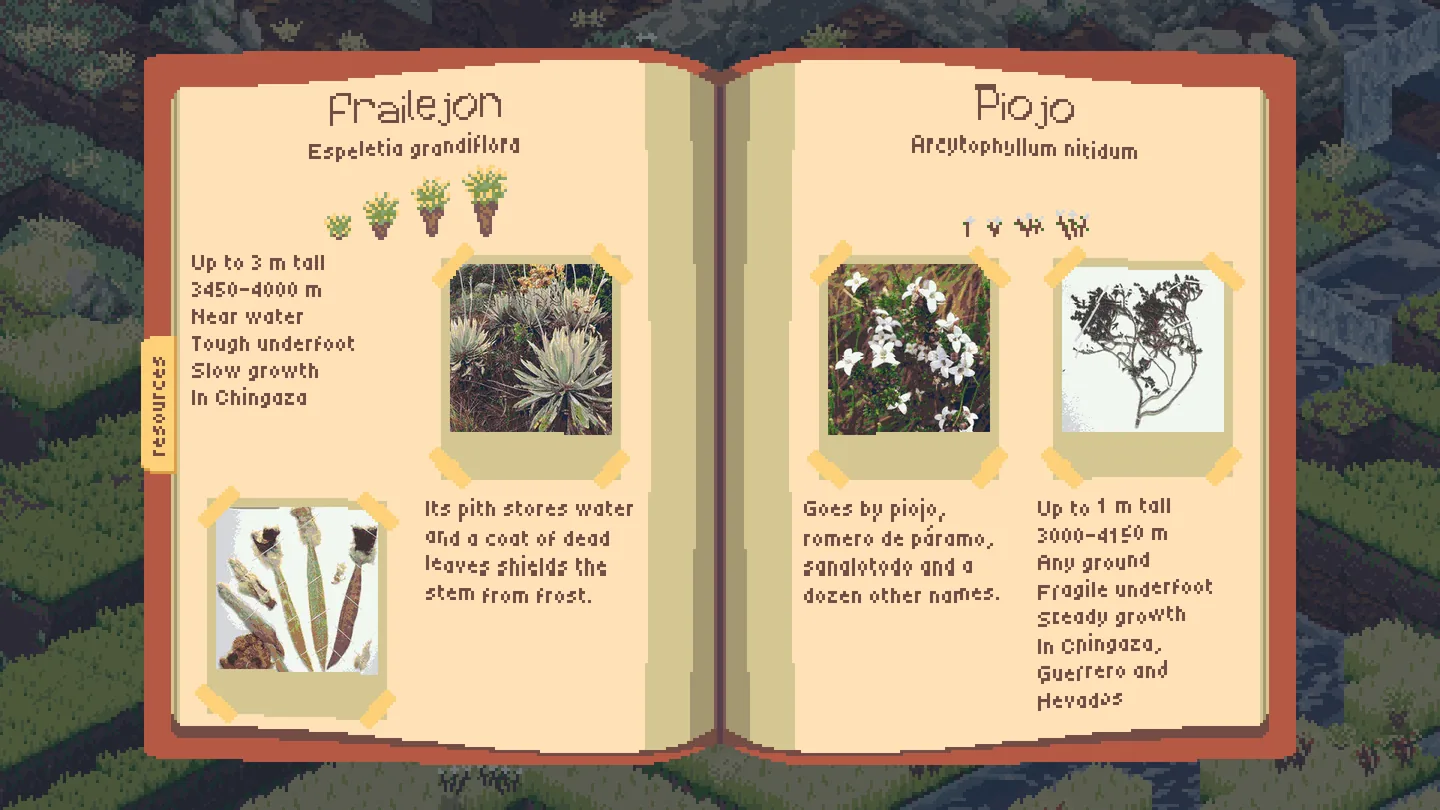 Frailejon
Espeletia grandiflora
Up to 3 m tall
3450-4000 m
Near water
Tough underfoot
Slow growth
In Chingaza
resources
Its pith stores water
and a coat of dead
leaves shields the
stem from frost.
Piojo
Arcytophyllum nitidum
Goes by piojo,
romero de páramo,
sanalotodo and a
dozen other names.
Up to 1 m tall
3000-4150 m
Any ground
Fragile underfoot
Steady growth
In Chingaza,
Guerrero and
Nevados